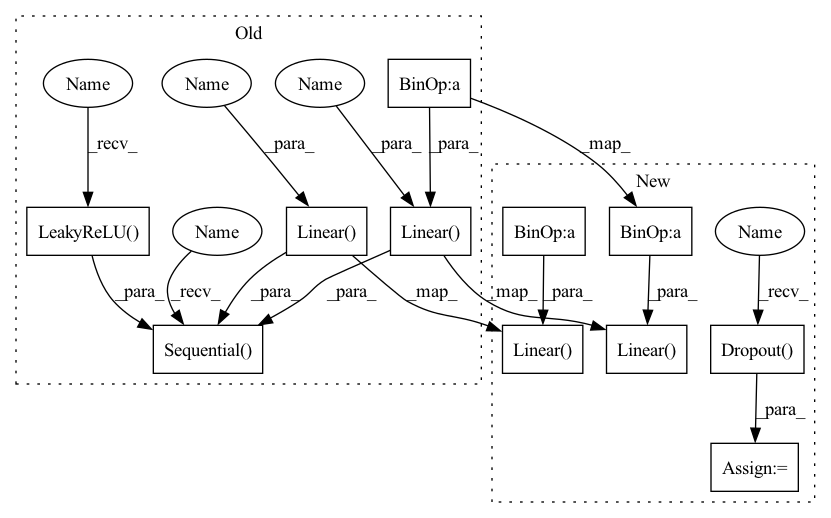 Old
Name
Name
Name
BinOp:a
_recv_
_para_
_para_
_para_
_map_
New
LeakyReLU()
Name
Linear()
Linear()
BinOp:a
BinOp:a
Name
_para_
_recv_
_para_
_para_
_map_
_map_
_para_
_para_
_recv_
Sequential()
Linear()
Linear()
Dropout()
_para_
Assign:=